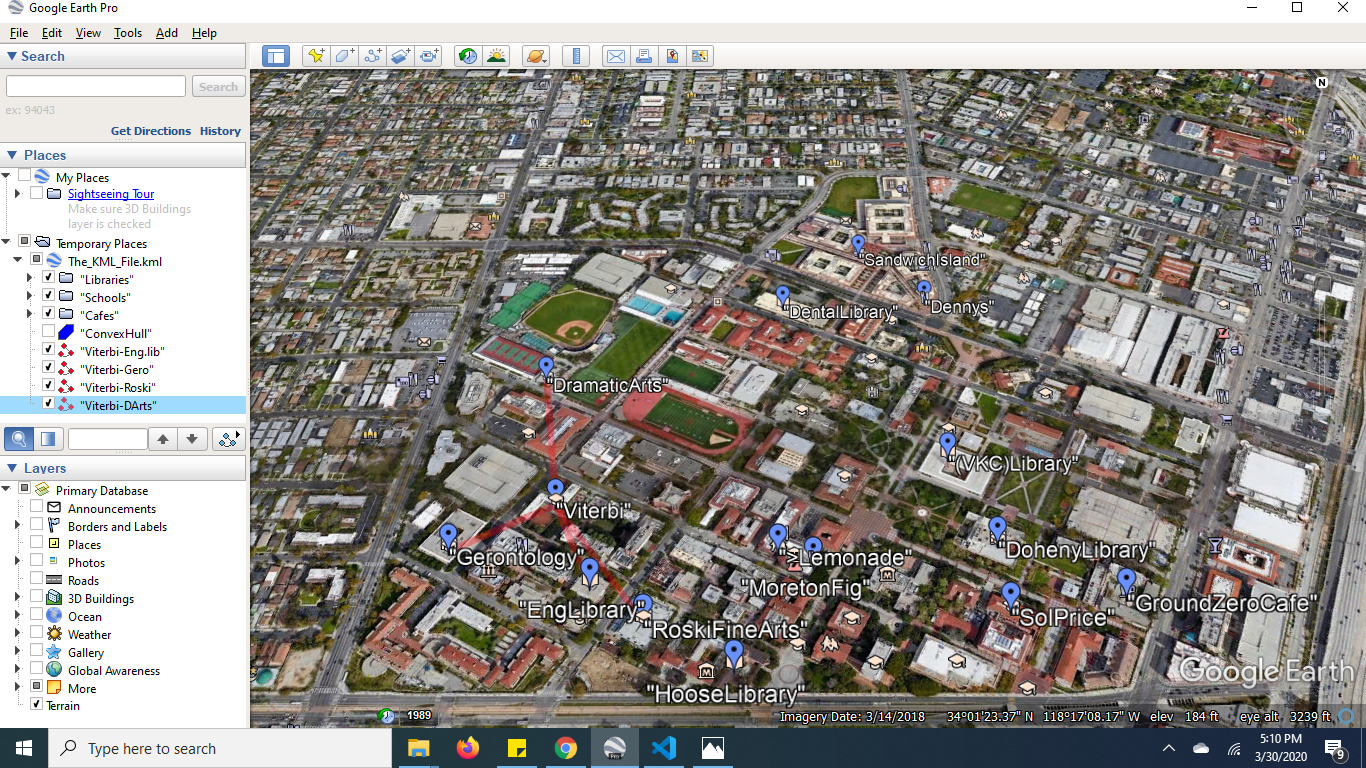 Google Earth Pro
File Edit View Tools Add Help
Search
Search
ex: 94043
Get Directions History
Places
My Places
Sightseeing Tour
Make sure 3D Buildings
layer is checked
Temporary Places
The_KML_File.kml
"Libraries"
"Schools"
"Cafes"
"ConvexHull"
"Viterbi-Eng.lib"
"Viterbi-Gero"
"Viterbi-Roski"
"Viterbi-DArts"
Layers
Primary Database
Announcements
Borders and Labels
Places
Photos
Roads
3D Buildings
Ocean
Weather
Gallery
Global Awareness
More
Terrain
N
"SandwichIsland"
"DentalLibrary"
"Dennys"
"DramaticArts"
"(VKC)Library"
"Viterbi"
"Gerontology"
Lemonade"
"DohenyLibrary"
"MoretonFig"
"EngLibrary"
"GroundZeroCafe"
"SolPrice"
"RoskiFineArts"
"HooseLibrary"
Google Earth
1989
Imagery Date: 3/14/2018 34°01'23.37" N 118°17'08.17" W elev 184 ft eye alt 3239 ft
Type here to search
Pro
5:10 PM
3/30/2020
9